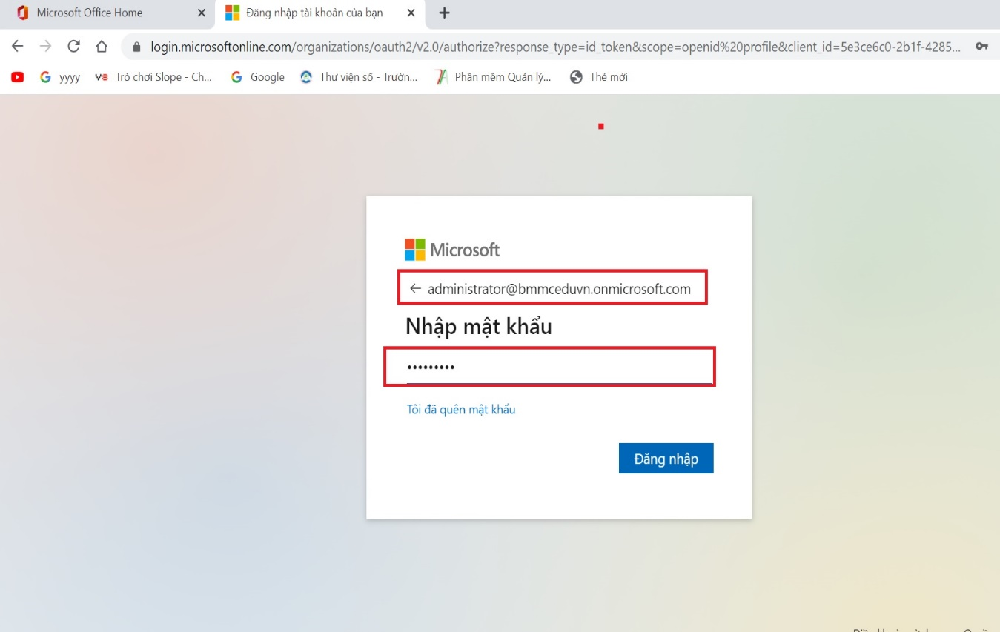 Microsoft Office Home
Đăng nhập tài khoản của bạn
login.microsoftonline.com/organizations/oauth2/v2.0/authorize?response_type=id_token&scope=openid%20profile&client_id=5e3ce6c0-2b1f-4285...
yyyy
Trò chơi Slope - Ch...
Google
Thư viện số - Trườn...
Phần mềm Quản lý...
Thẻ mới
Microsoft
administrator@bmmceduvn.onmicrosoft.com
Nhập mật khẩu
•••••••••
Tôi đã quên mật khẩu
Đăng nhập